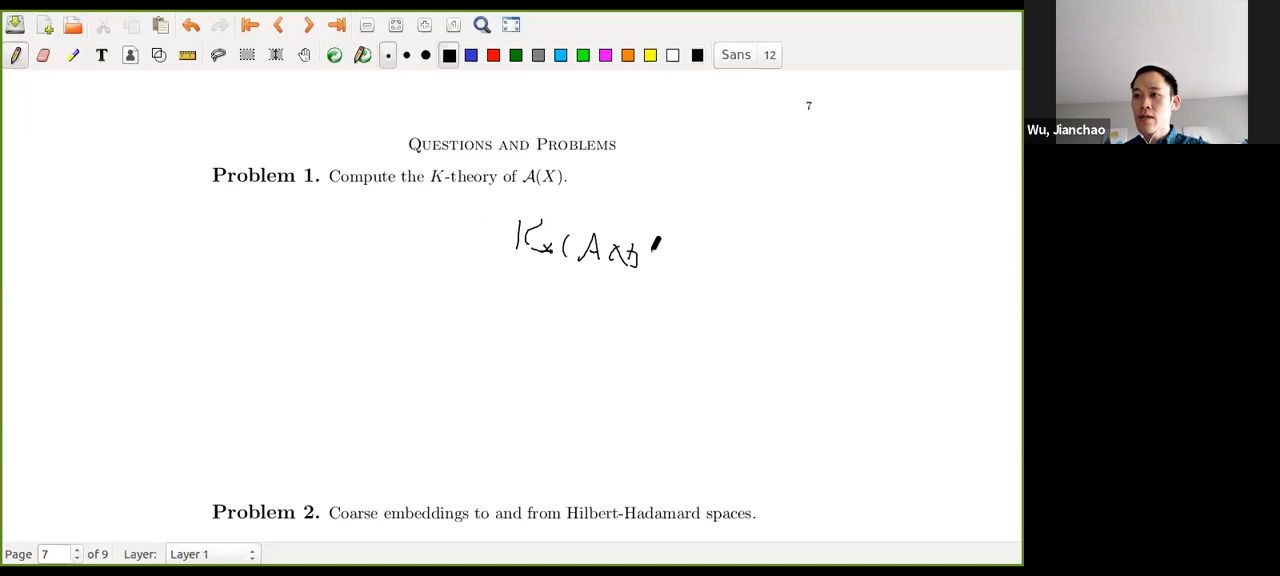 Sans 12
Wu, Jianchao
7
QUESTIONS AND PROBLEMS
Problem 1. Compute the K-theory of 𝒜(X).
K* (A(X)
Problem 2. Coarse embeddings to and from Hilbert-Hadamard spaces.
Page 7 of 9 Layer: Layer 1